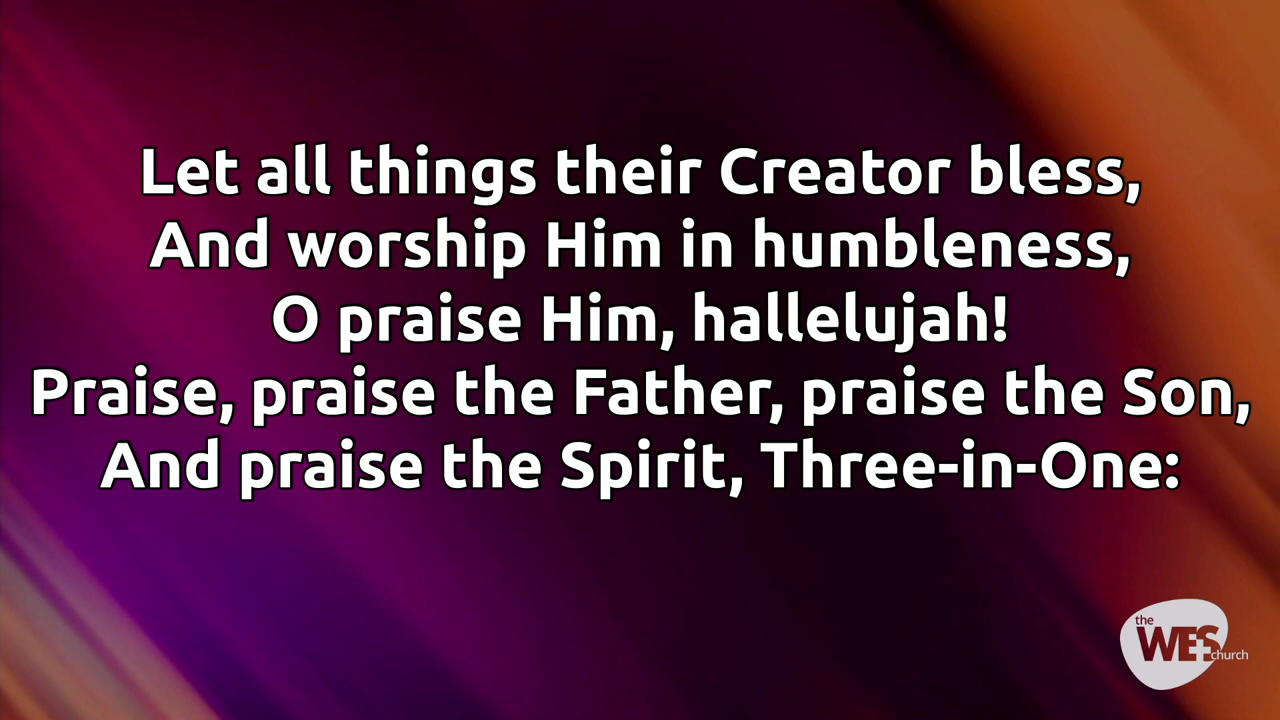 Let all things their Creator bless,
And worship Him in humbleness,
O praise Him, hallelujah!
Praise, praise the Father, praise the Son,
And praise the Spirit, Three-in-One:
the
WES
church